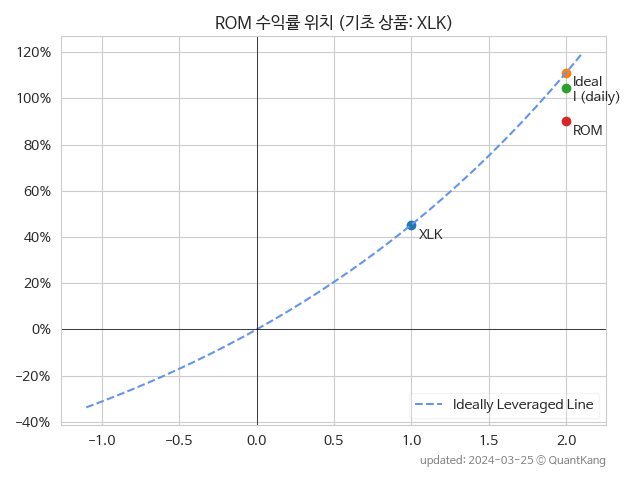 ROM 수익률 위치 (기초 상품: XLK)
120%
100%
80%
60%
40%
20%
0%
−20%
−40%
Ideal
I (daily)
ROM
XLK
Ideally Leveraged Line
−1.0
−0.5
0.0
0.5
1.0
1.5
2.0
updated: 2024-03-25 © QuantKang